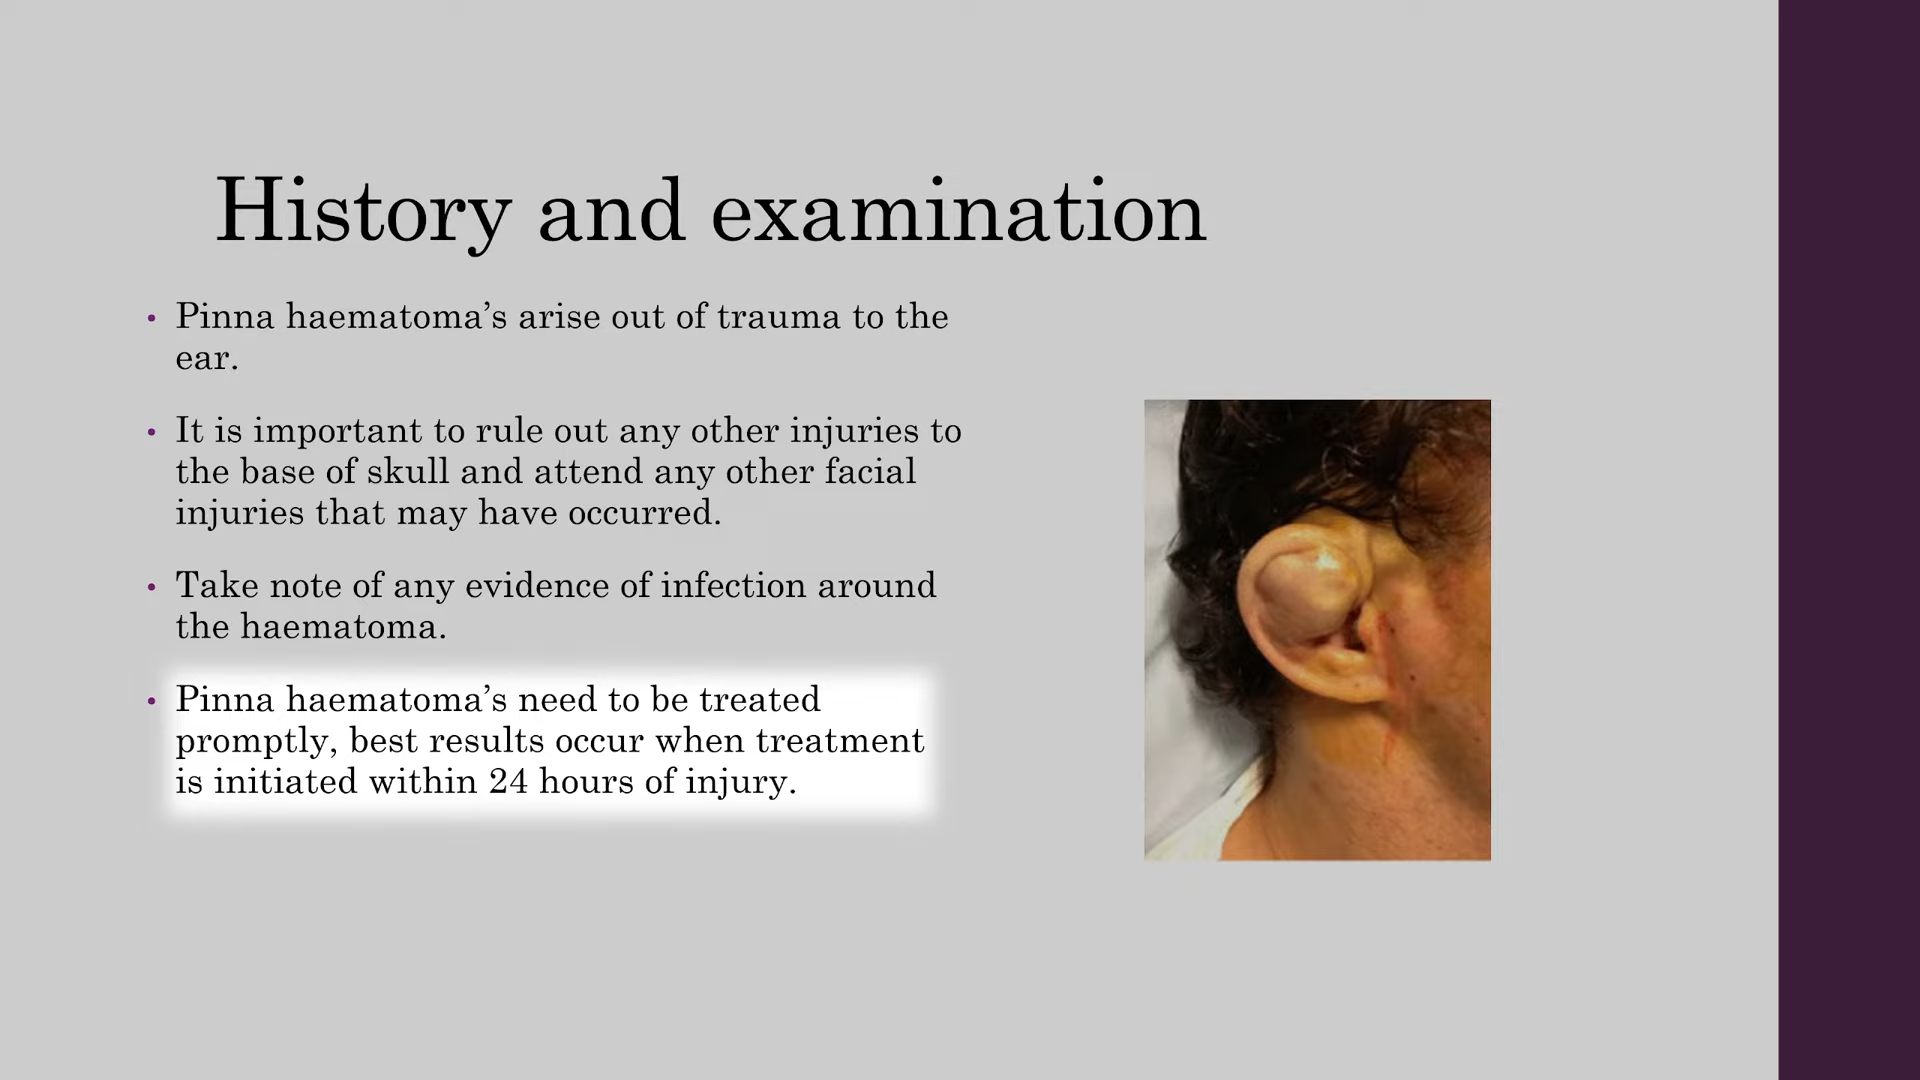 History and examination
• Pinna haematoma’s arise out of trauma to the
ear.
• It is important to rule out any other injuries to
the base of skull and attend any other facial
injuries that may have occurred.
• Take note of any evidence of infection around
the haematoma.
• Pinna haematoma’s need to be treated
promptly, best results occur when treatment
is initiated within 24 hours of injury.